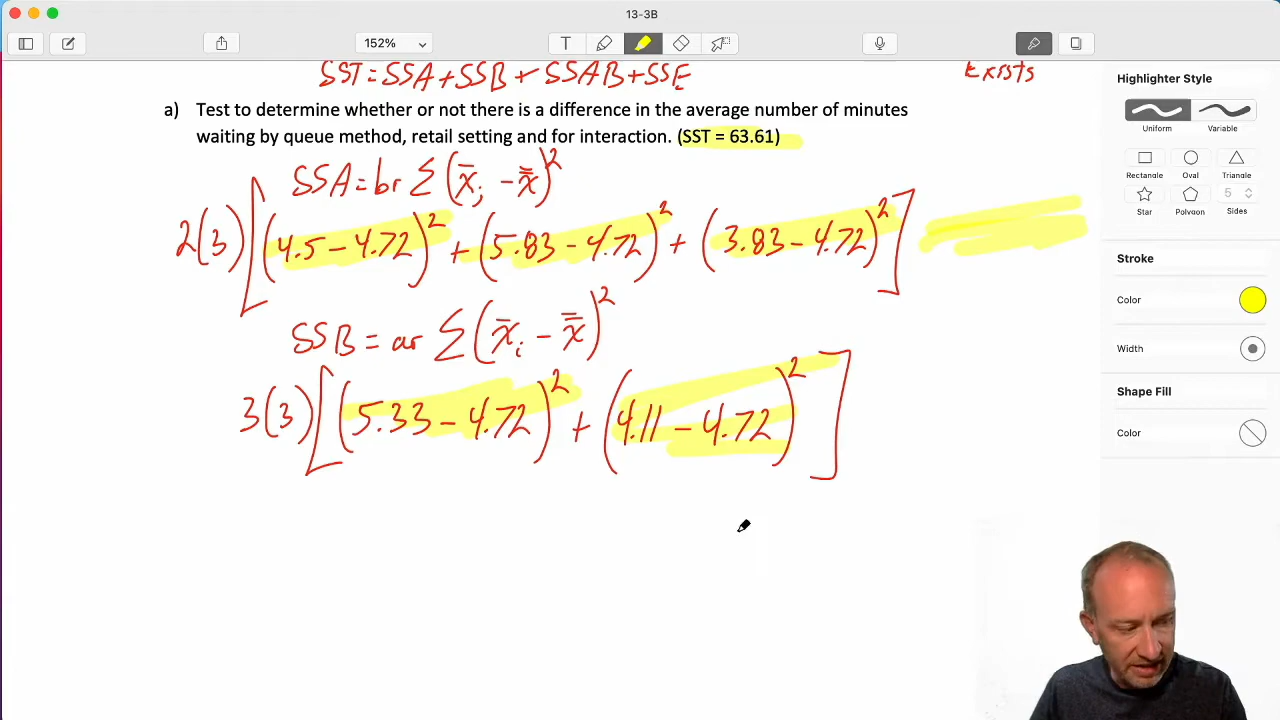 13-3B
152%
T
SST = SSA + SSB + SSAB + SSE
Exists
a) Test to determine whether or not there is a difference in the average number of minutes
waiting by queue method, retail setting and for interaction. (SST = 63.61)
SSA = br Σ(x̄ⱼ - x̿)²
2(3)[(4.5 - 4.72)² + (5.83 - 4.72)² + (3.83 - 4.72)²]
SSB = ar Σ(x̄ᵢ - x̿)²
3(3)[(5.33 - 4.72)² + (4.11 - 4.72)²]
Highlighter Style
Uniform Variable
Rectangle Oval Triangle
5
Star Polygon Sides
Stroke
Color
Width
Shape Fill
Color